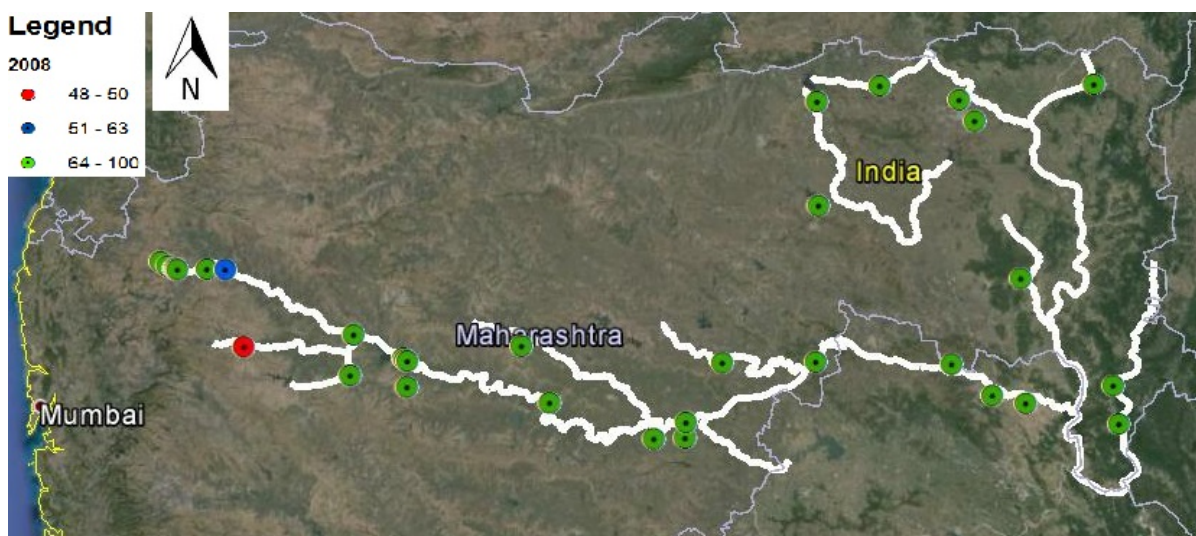 Legend
2008
48 - 50
51 - 63
64 - 100
N
India
Maharashtra
Mumbai